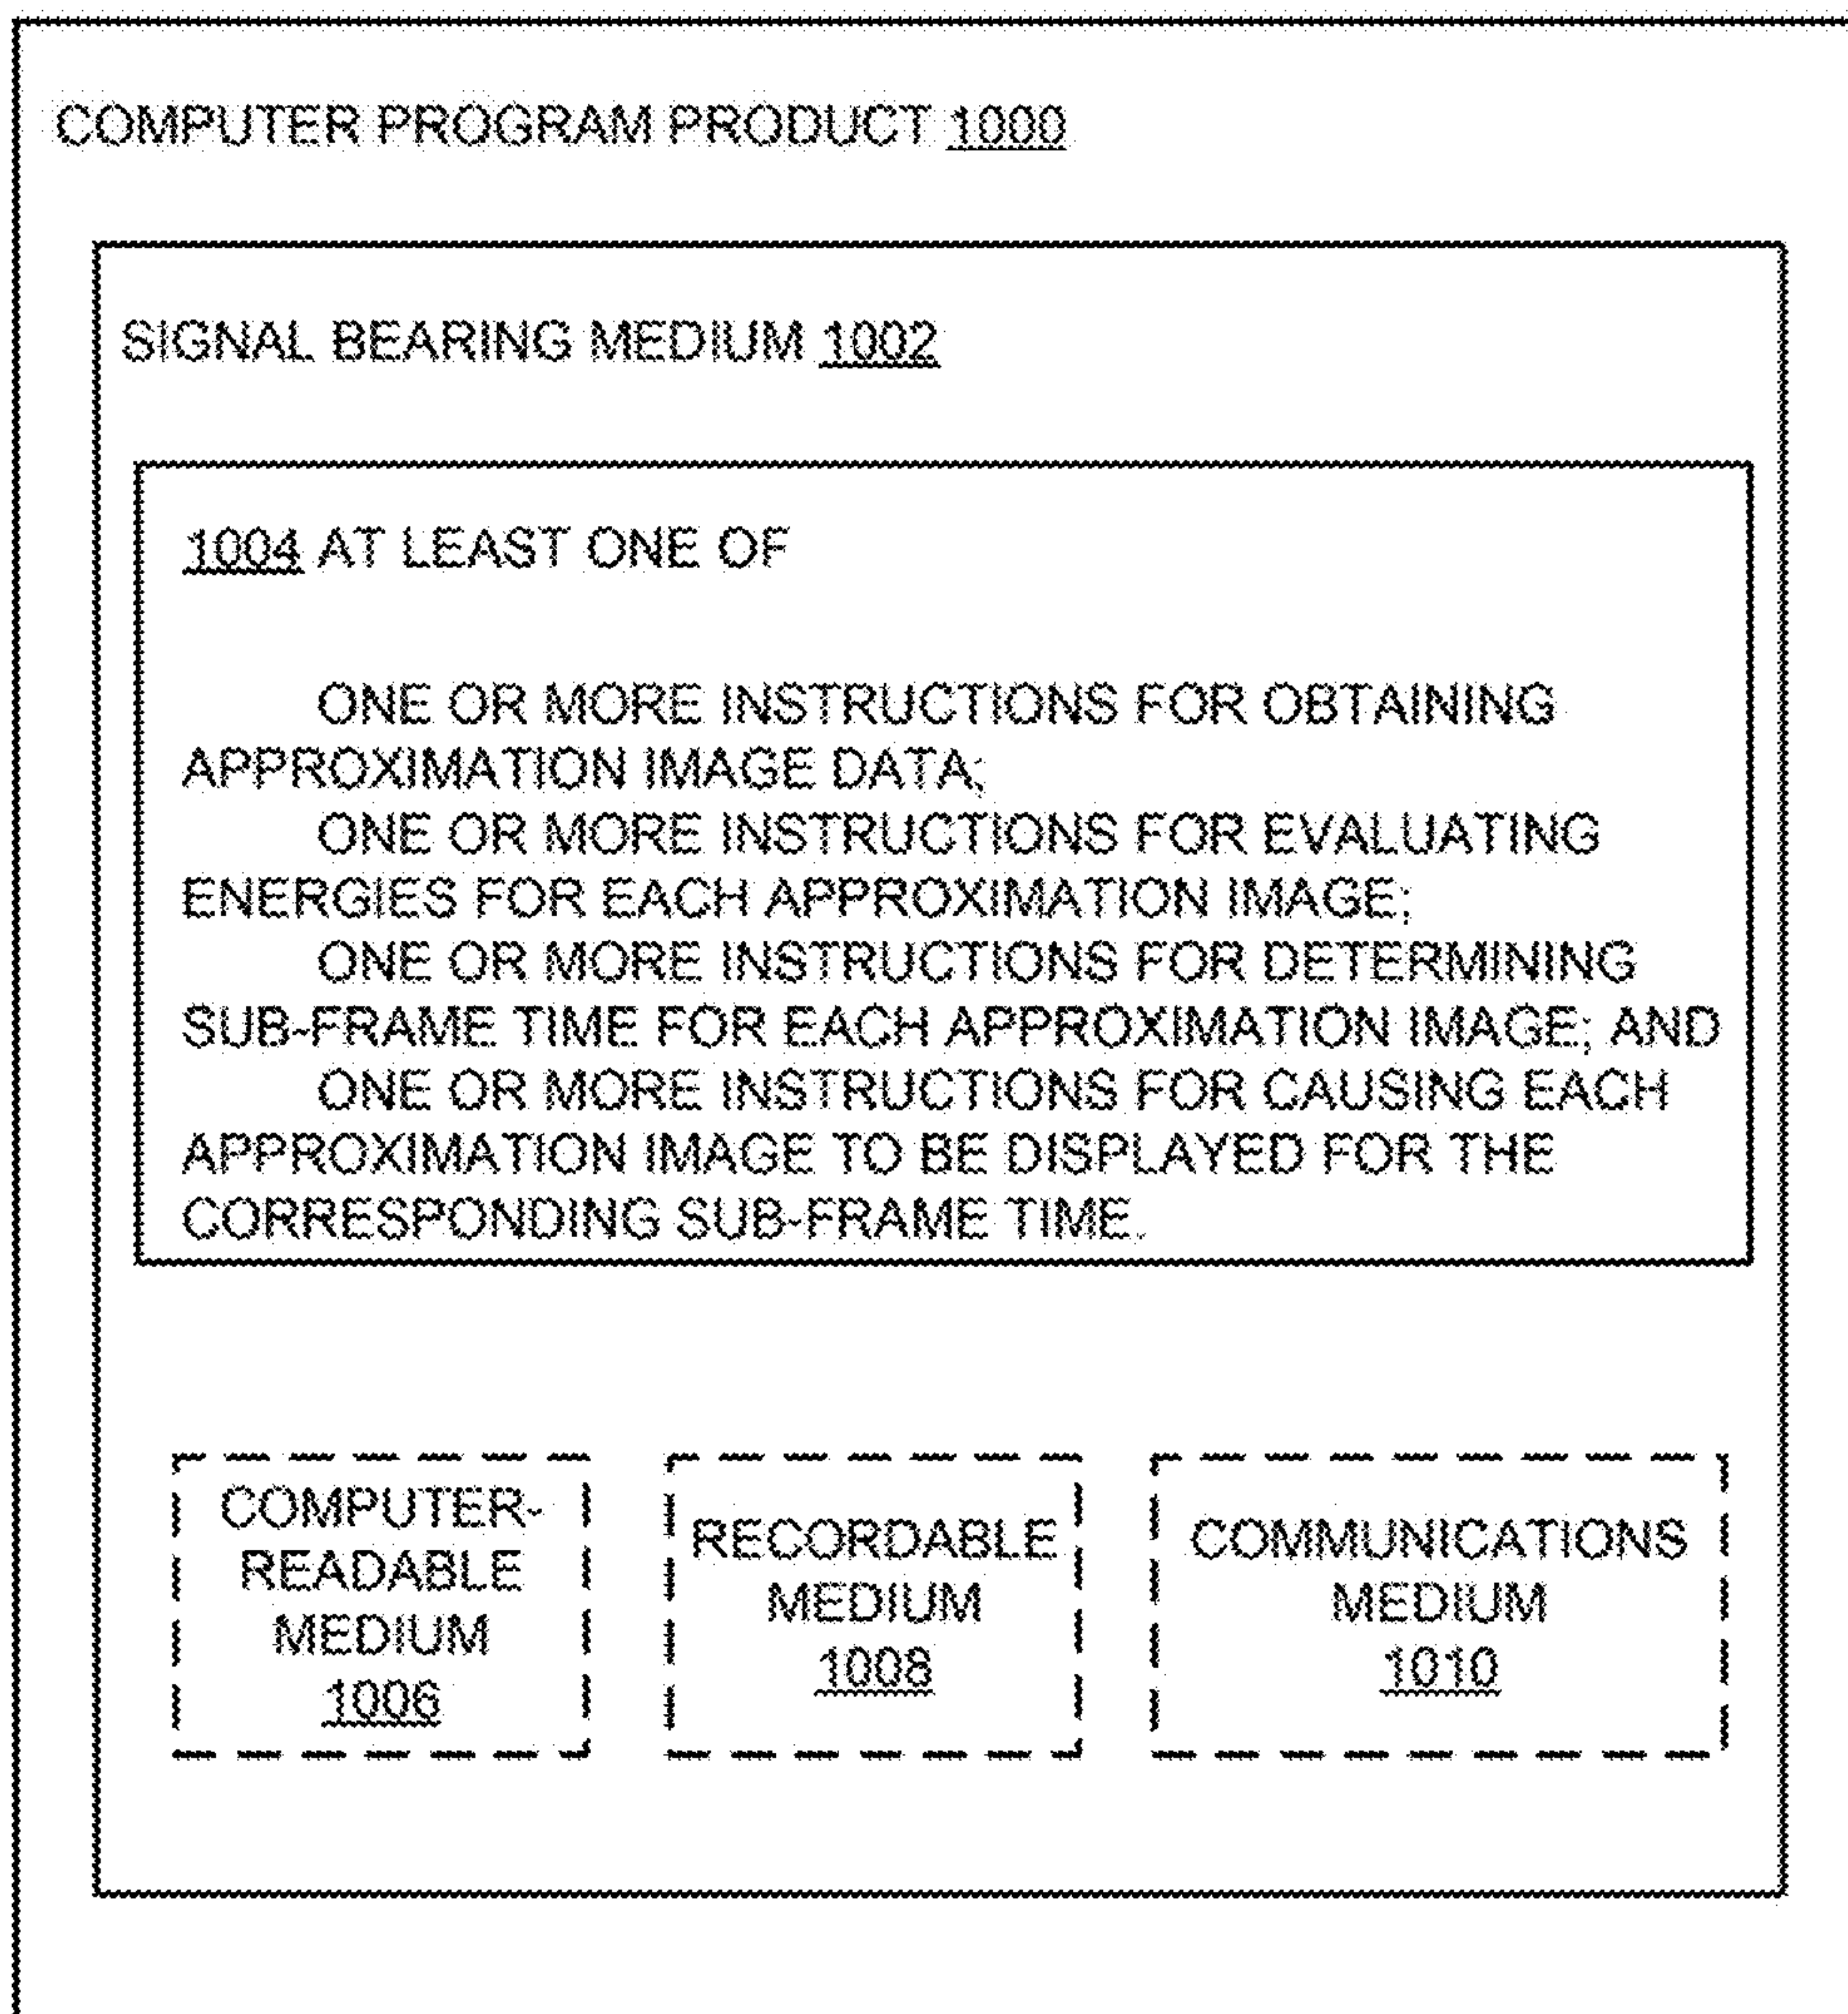 COMPUTER PROGRAM PRODUCT 1000
SIGNAL BEARING MEDIUM 1002
1004 AT LEAST ONE OF
ONE OR MORE INSTRUCTIONS FOR OBTAINING
APPROXIMATION IMAGE DATA;
ONE OR MORE INSTRUCTIONS FOR EVALUATING
ENERGIES FOR EACH APPROXIMATION IMAGE;
ONE OR MORE INSTRUCTIONS FOR DETERMINING
SUB-FRAME TIME FOR EACH APPROXIMATION IMAGE; AND
ONE OR MORE INSTRUCTIONS FOR CAUSING EACH
APPROXIMATION IMAGE TO BE DISPLAYED FOR THE
CORRESPONDING SUB-FRAME TIME.
COMPUTER-
READABLE
MEDIUM
1006
RECORDABLE
MEDIUM
1008
COMMUNICATIONS
MEDIUM
1010